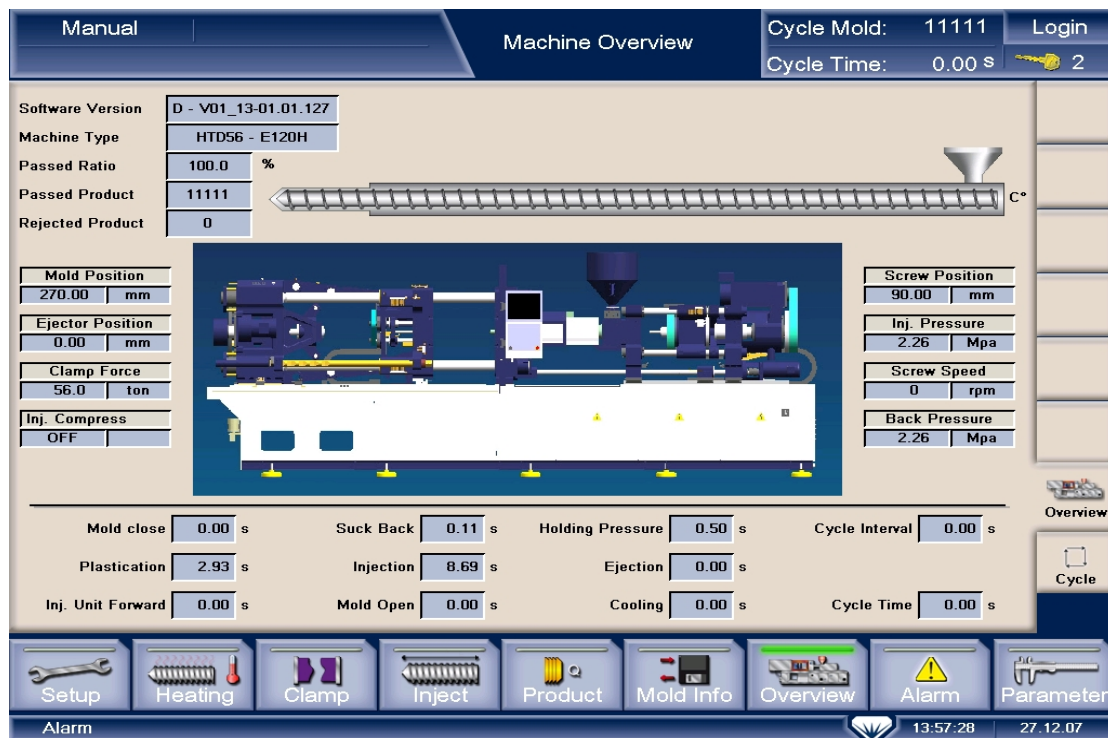 Manual
Machine Overview
Cycle Mold: 11111
Login
Cycle Time: 0.00 s
2
Software Version D - V01_13-01.01.127
Machine Type HTD56 - E120H
Passed Ratio 100.0 %
Passed Product 11111
C°
Rejected Product 0
Mold Position
270.00 mm
Ejector Position
0.00 mm
Clamp Force
56.0 ton
Inj. Compress
OFF
Screw Position
90.00 mm
Inj. Pressure
2.26 Mpa
Screw Speed
0 rpm
Back Pressure
2.26 Mpa
Overview
Cycle
Mold close 0.00 s Suck Back 0.11 s Holding Pressure 0.50 s Cycle Interval 0.00 s
Plastication 2.93 s Injection 8.69 s Ejection 0.00 s
Inj. Unit Forward 0.00 s Mold Open 0.00 s Cooling 0.00 s Cycle Time 0.00 s
Setup Heating Clamp Inject Product Mold Info Overview Alarm Parameter
Alarm 13:57:28 27.12.07